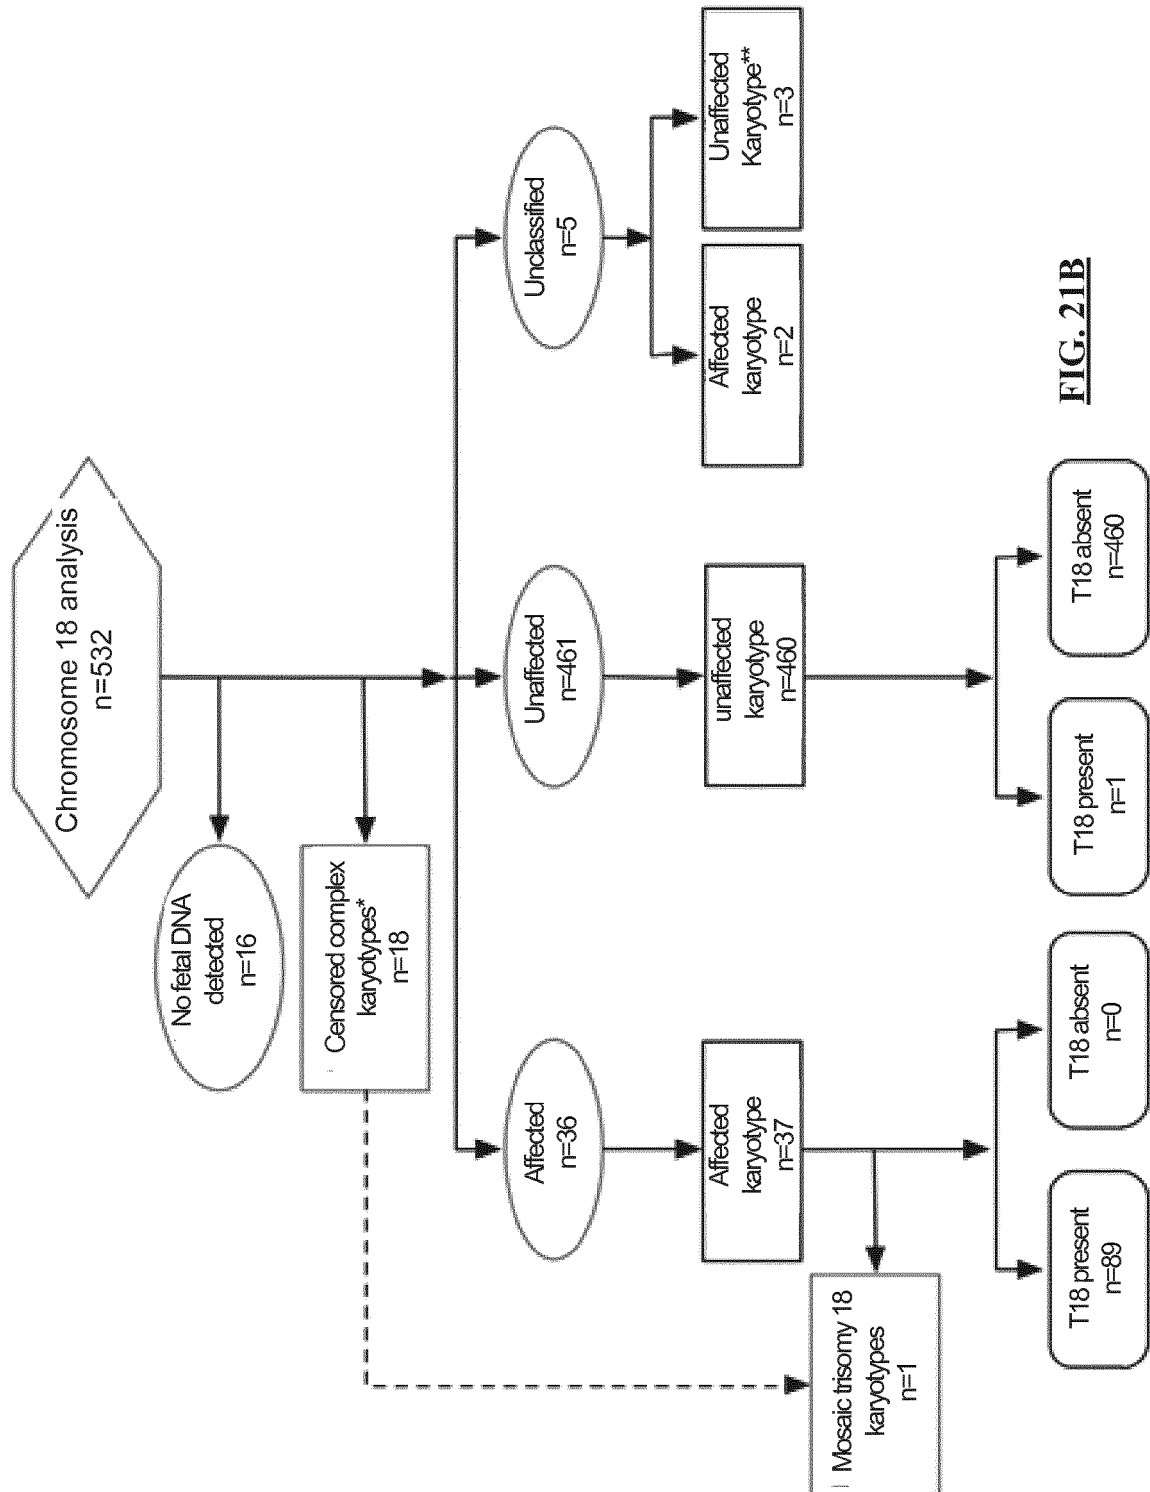 Chromosome 18 analysis
n=532
No fetal DNA
detected
n=16
Censored complex
karyotypes*
n=18
Affected
n=36
Unaffected
n=461
Unclassified
n=5
Affected
karyotype
n=37
unaffected
karyotype
n=460
Affected
karyotype
n=2
Unaffected
Karyotype**
n=3
Mosaic trisomy 18
karyotypes
n=1
T18 present
n=89
T18 absent
n=0
T18 present
n=1
T18 absent
n=460
FIG. 21B